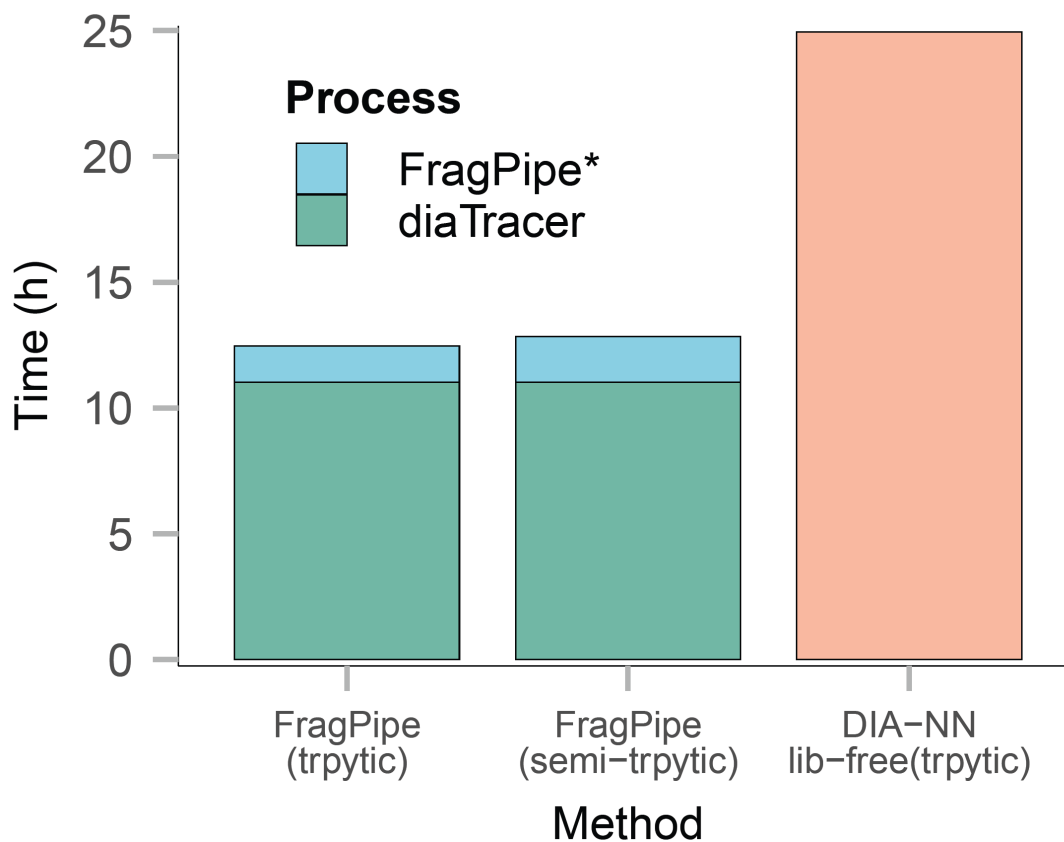 25
20
15
10
5
0
Time (h)
Process
FragPipe*
diaTracer
FragPipe
(trpytic)
FragPipe
(semi−trpytic)
DIA−NN
lib−free(trpytic)
Method